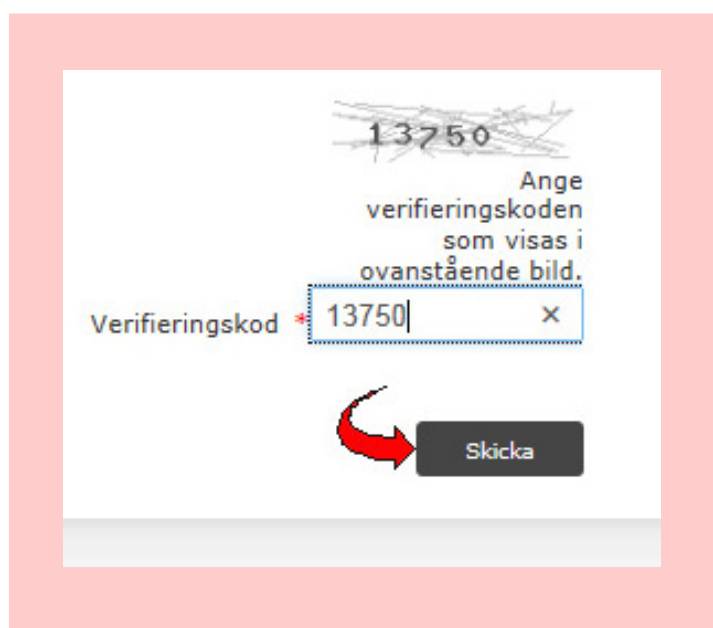 13750
Ange
verifieringskoden
som visas i
ovanstående bild.
Verifieringskod * 13750 ×
Skicka